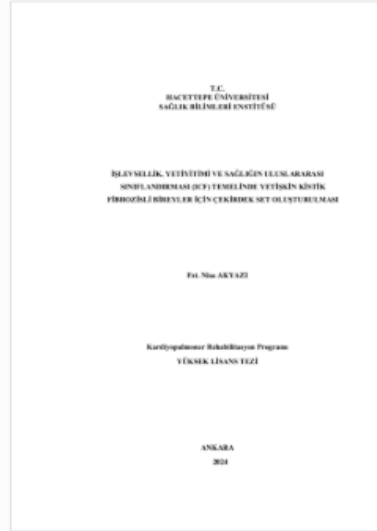 T.C.
HACETTEPE ÜNİVERSİTESİ
SAĞLIK BİLİMLERİ ENSTİTÜSÜ
İŞLEVSELLİK, YETİYİTİMİ VE SAĞLIĞIN ULUSLARARASI
SINIFLANDIRMASI (ICF) TEMELİNDE YETİŞKİN KİSTİK
FİBROZİSLİ BİREYLER İÇİN ÇEKİRDEK SET OLUŞTURULMASI
Fzt. Nisa AKYAZI
Kardiyopulmoner Rehabilitasyon Programı
YÜKSEK LİSANS TEZİ
ANKARA
2024